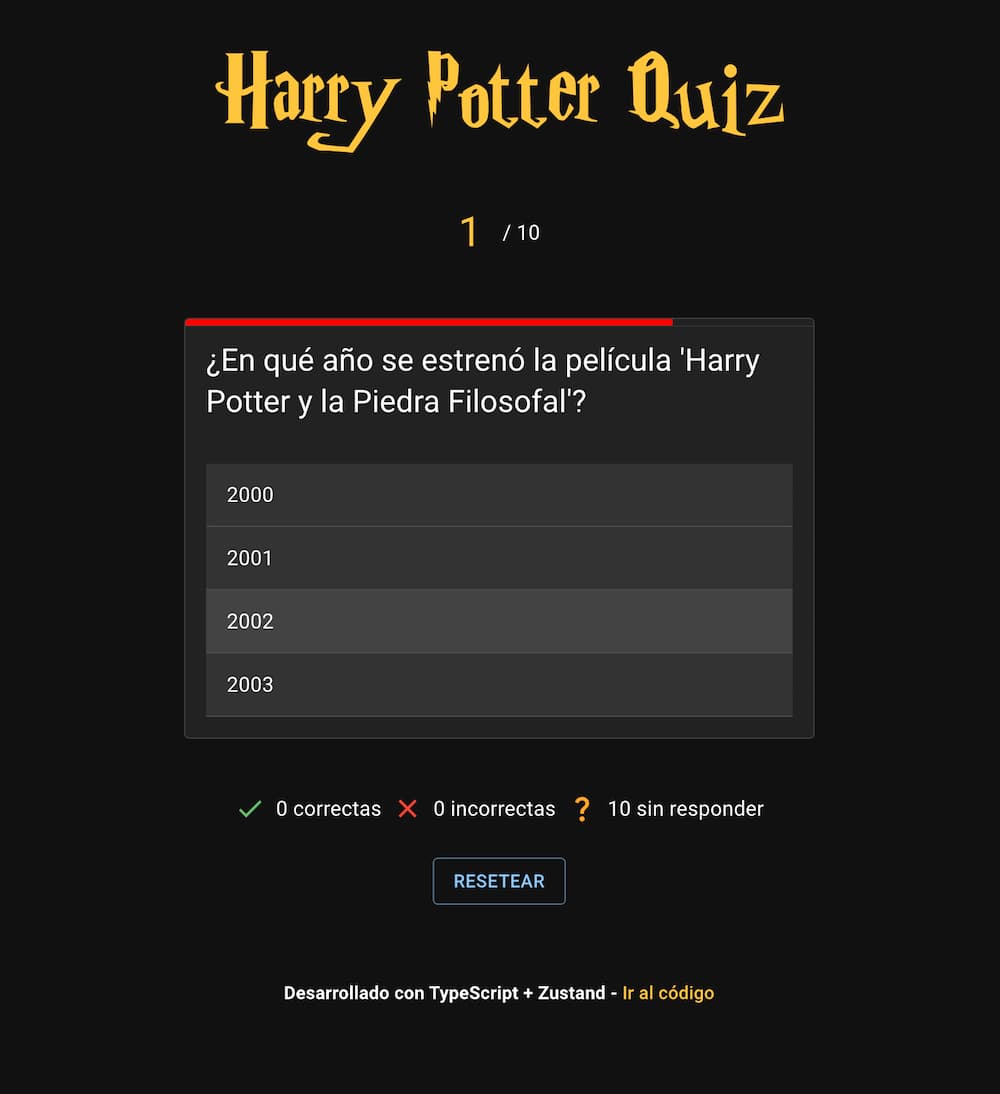 Harry Potter Quiz
1 / 10
¿En qué año se estrenó la película 'Harry
Potter y la Piedra Filosofal'?
2000
2001
2002
2003
0 correctas 0 incorrectas ? 10 sin responder
RESETEAR
Desarrollado con TypeScript + Zustand - Ir al código